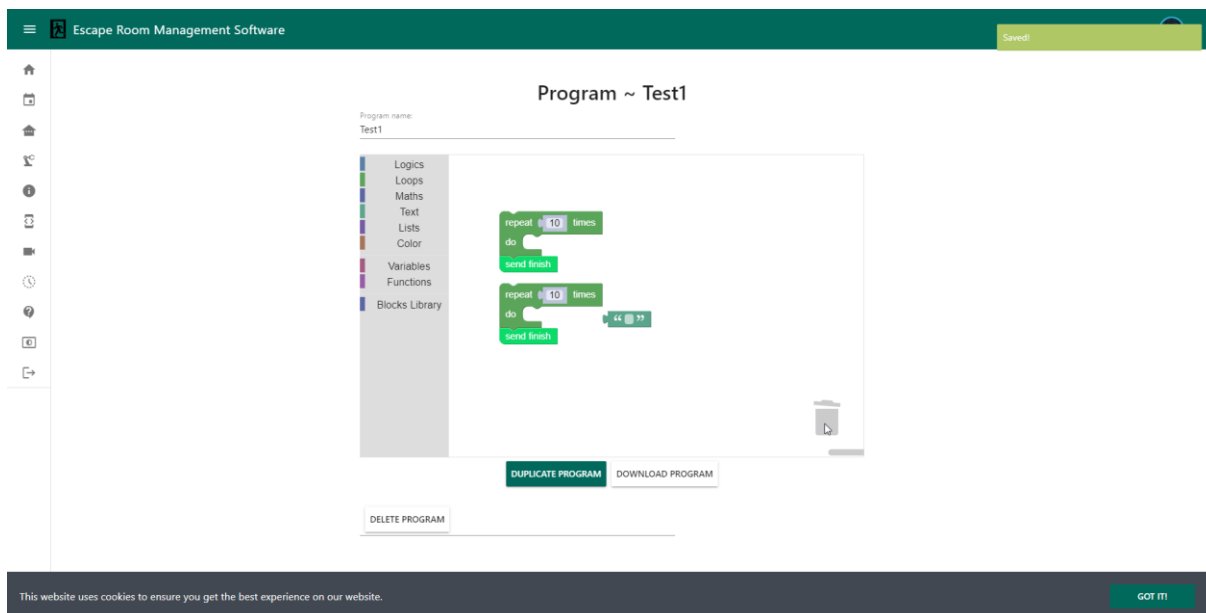 Escape Room Management Software
Saved!
Program ~ Test1
Program name:
Test1
Logics
Loops
Maths
Text
Lists
Color
Variables
Functions
Blocks Library
repeat 10 times
do
send finish
repeat 10 times
do
“ ”
send finish
DUPLICATE PROGRAM DOWNLOAD PROGRAM
DELETE PROGRAM
This website uses cookies to ensure you get the best experience on our website.
GOT IT!